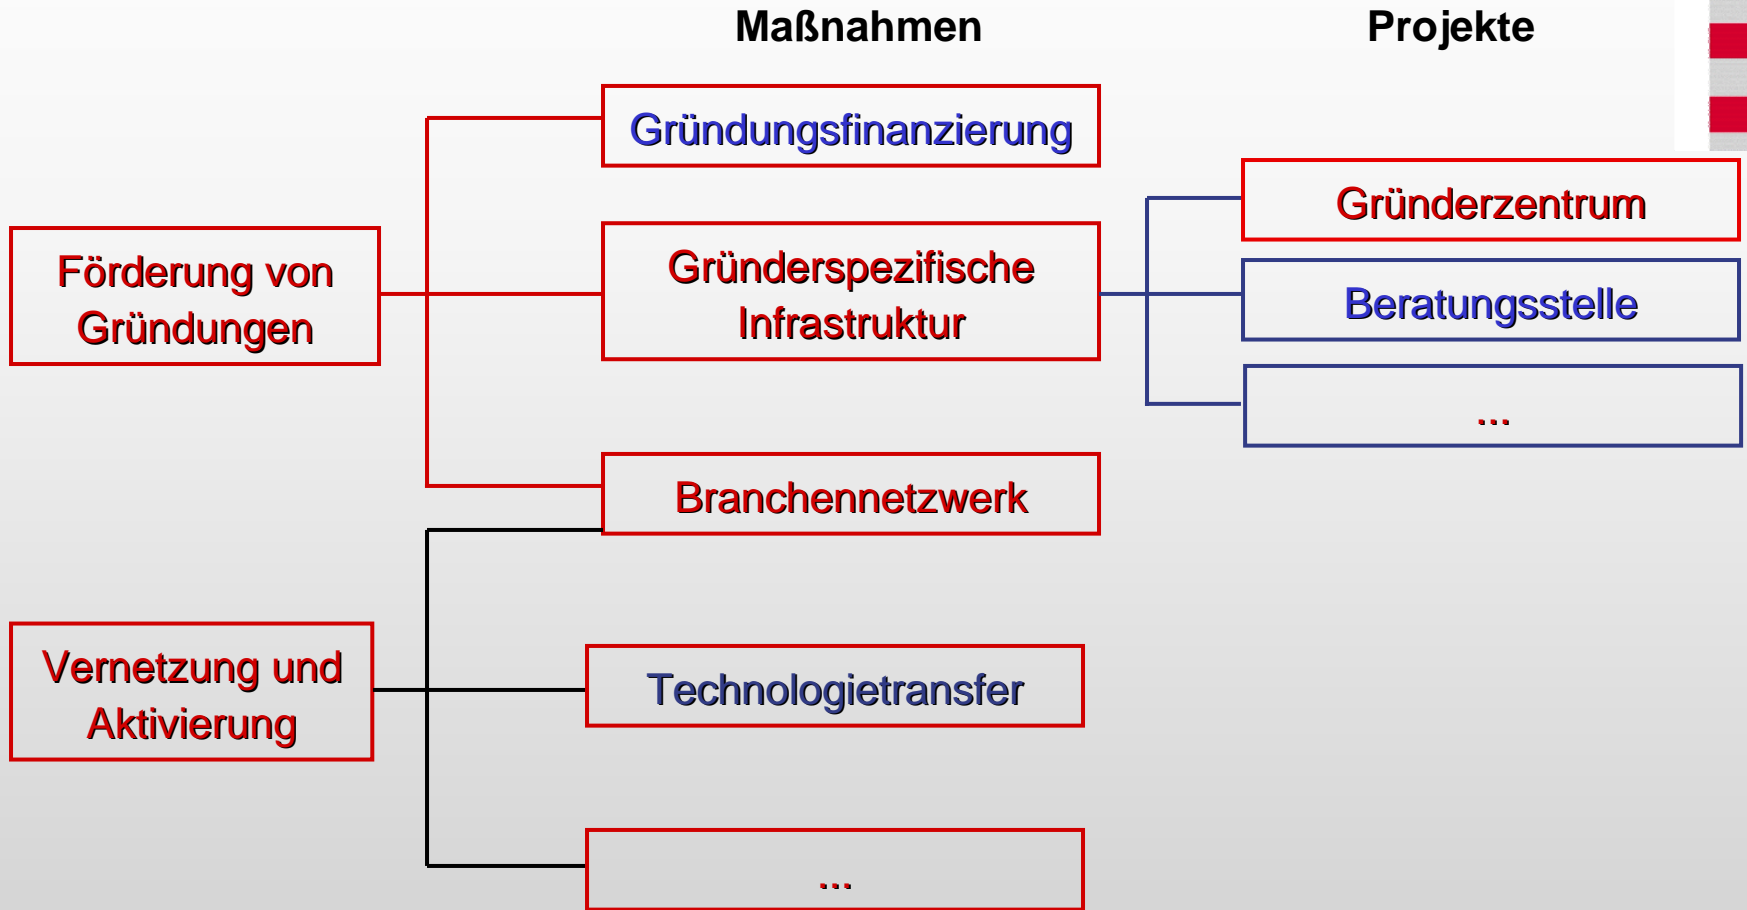 Maßnahmen
Projekte
Gründungsfinanzierung
Gründerzentrum
Förderung von
Gründungen
Gründerspezifische
Infrastruktur
Beratungsstelle
...
Branchennetzwerk
Vernetzung und
Aktivierung
Technologietransfer
...